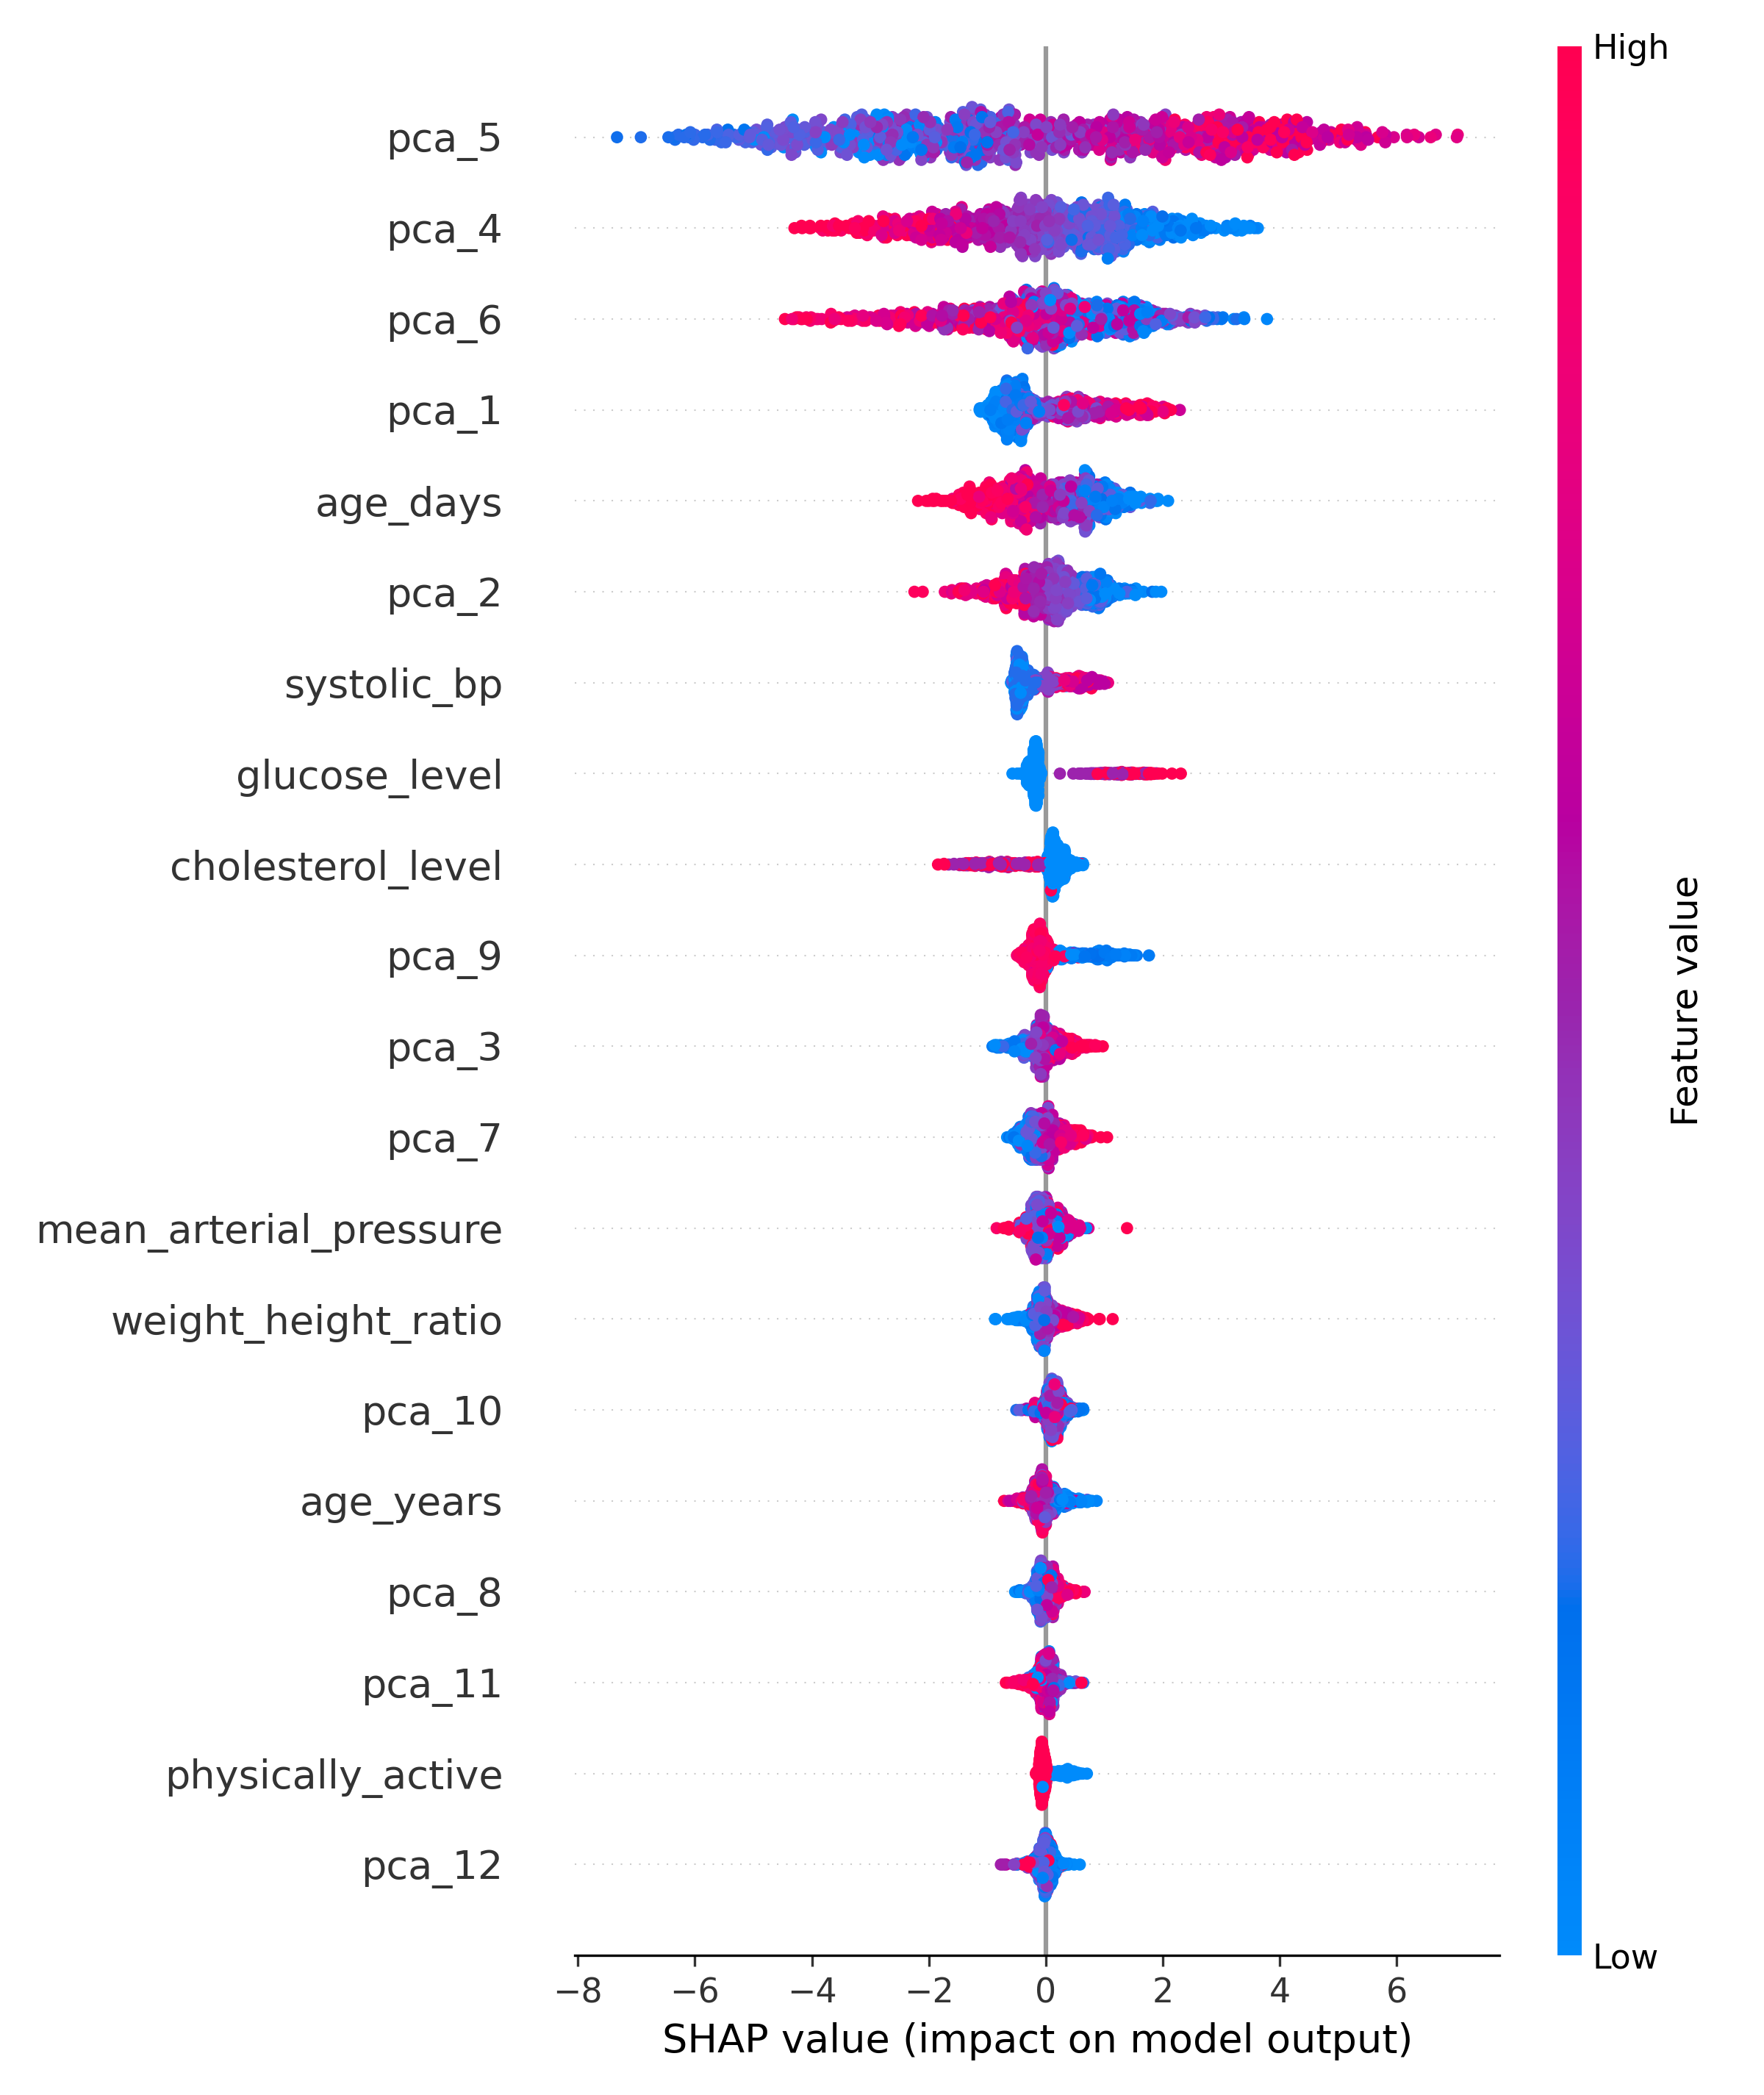 High
pca_5
pca_4
pca_6
pca_1
age_days
pca_2
systolic_bp
glucose_level
cholesterol_level
pca_9
pca_3
pca_7
mean_arterial_pressure
weight_height_ratio
pca_10
age_years
pca_8
pca_11
physically_active
pca_12
Feature value
Low
−8 −6 −4 −2 0 2 4 6
SHAP value (impact on model output)